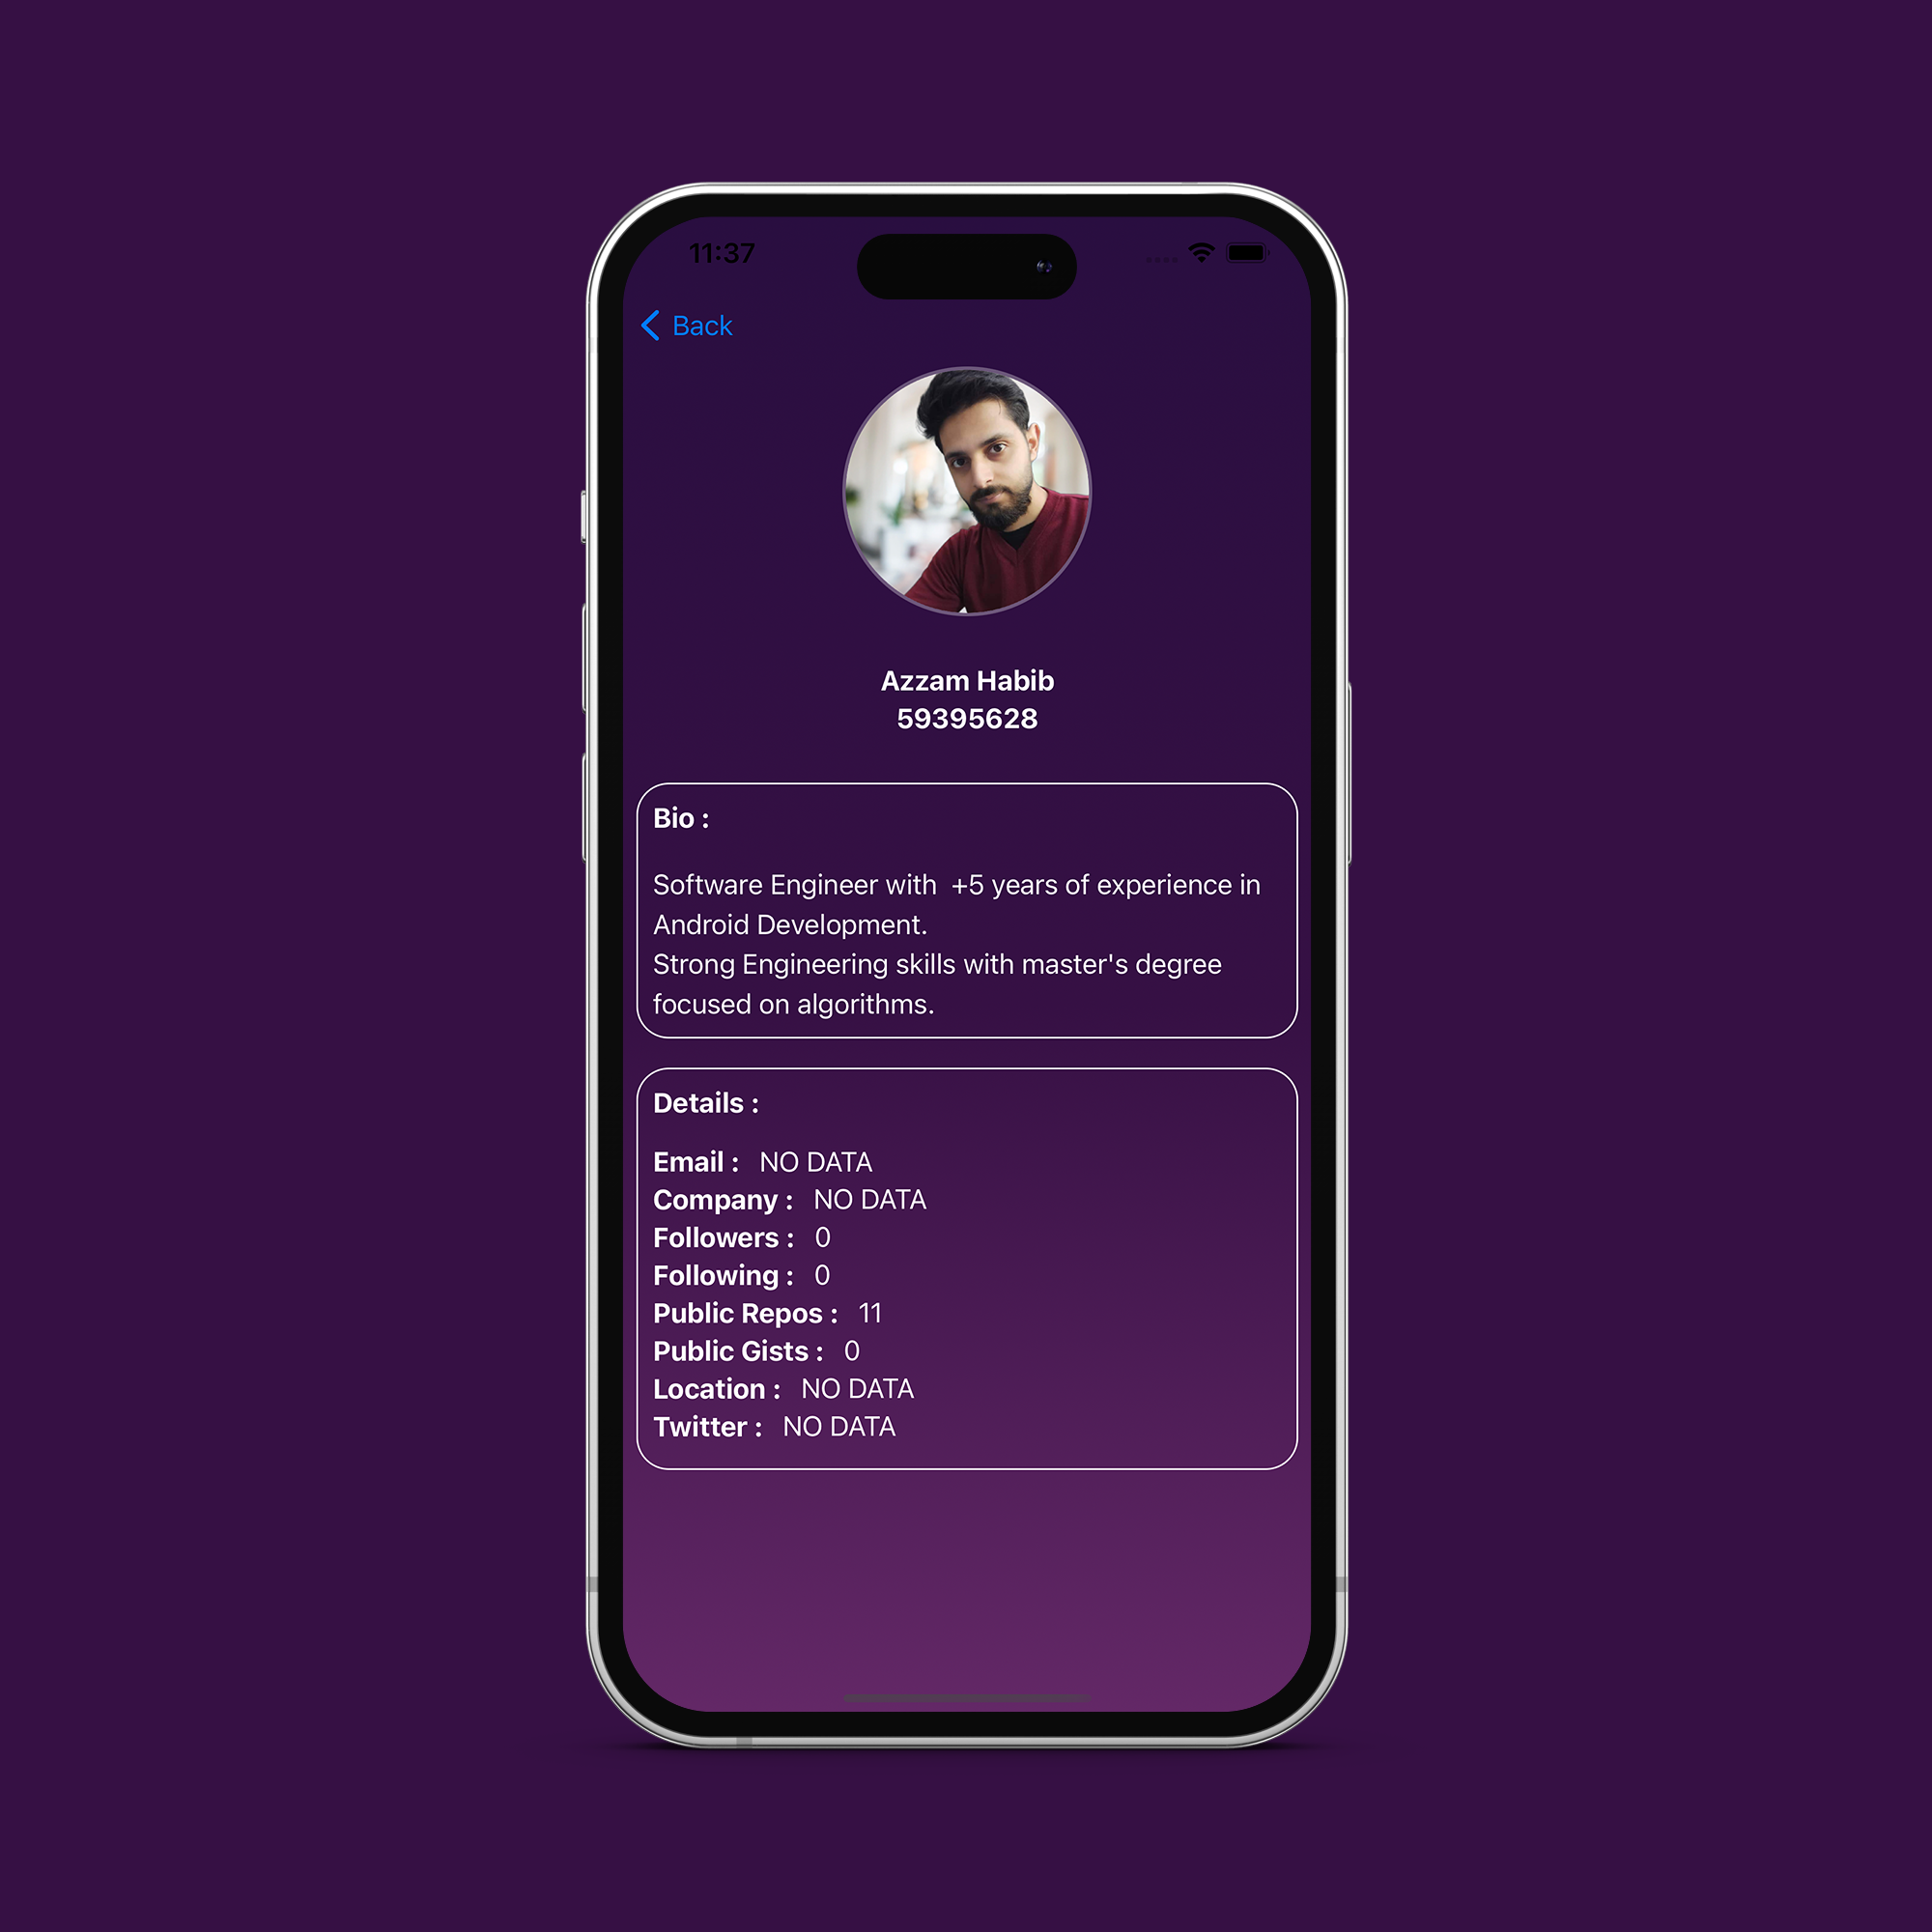 11:37
Back
Azzam Habib
59395628
Bio :
Software Engineer with  +5 years of experience in
Android Development.
Strong Engineering skills with master's degree
focused on algorithms.
Details :
Email :   NO DATA
Company :   NO DATA
Followers :   0
Following :   0
Public Repos :   11
Public Gists :   0
Location :   NO DATA
Twitter :   NO DATA